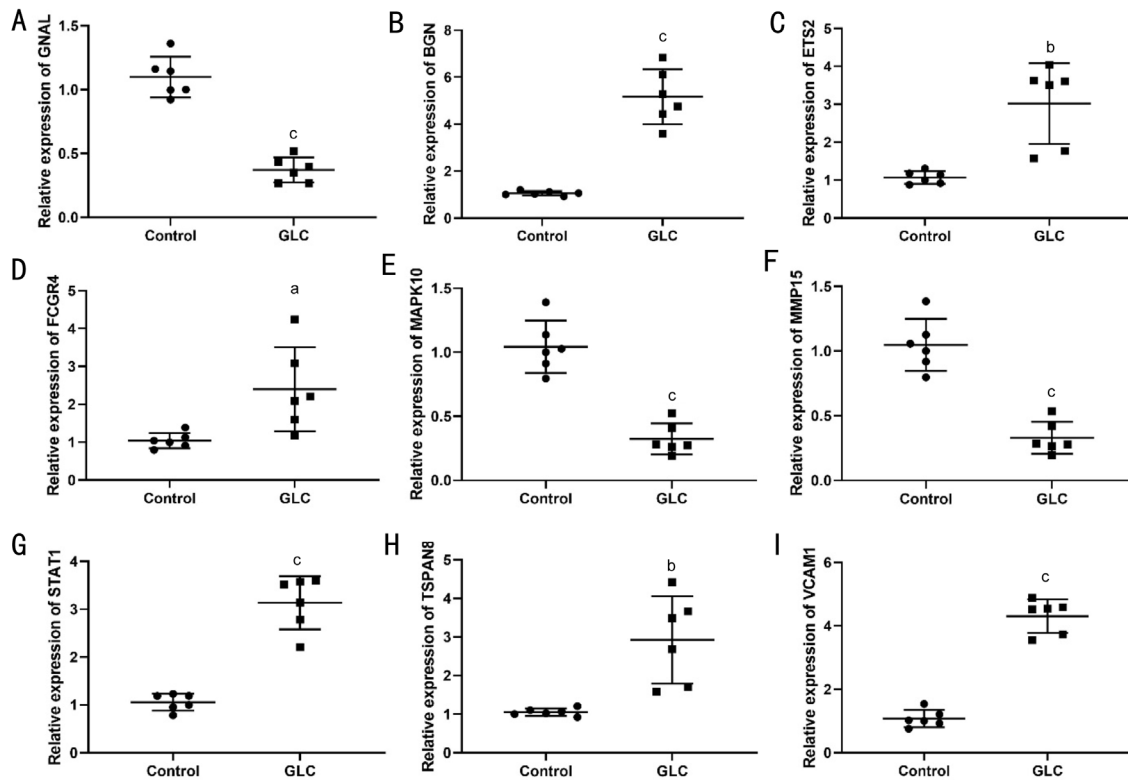 A
Relative expression of GNAL
1.5
1.0
0.5
0.0
c
Control
GLC
B
Relative expression of BGN
8
6
4
2
0
c
Control
GLC
C
Relative expression of ETS2
5
4
3
2
1
0
b
Control
GLC
D
Relative expression of FCGR4
5
4
3
2
1
0
a
Control
GLC
E
Relative expression of MAPK10
1.5
1.0
0.5
0.0
c
Control
GLC
F
Relative expression of MMP15
1.5
1.0
0.5
0.0
c
Control
GLC
G
Relative expression of STAT1
4
3
2
1
0
c
Control
GLC
H
Relative expression of TSPAN8
5
4
3
2
1
0
b
Control
GLC
I
Relative expression of VCAM1
6
4
2
0
c
Control
GLC